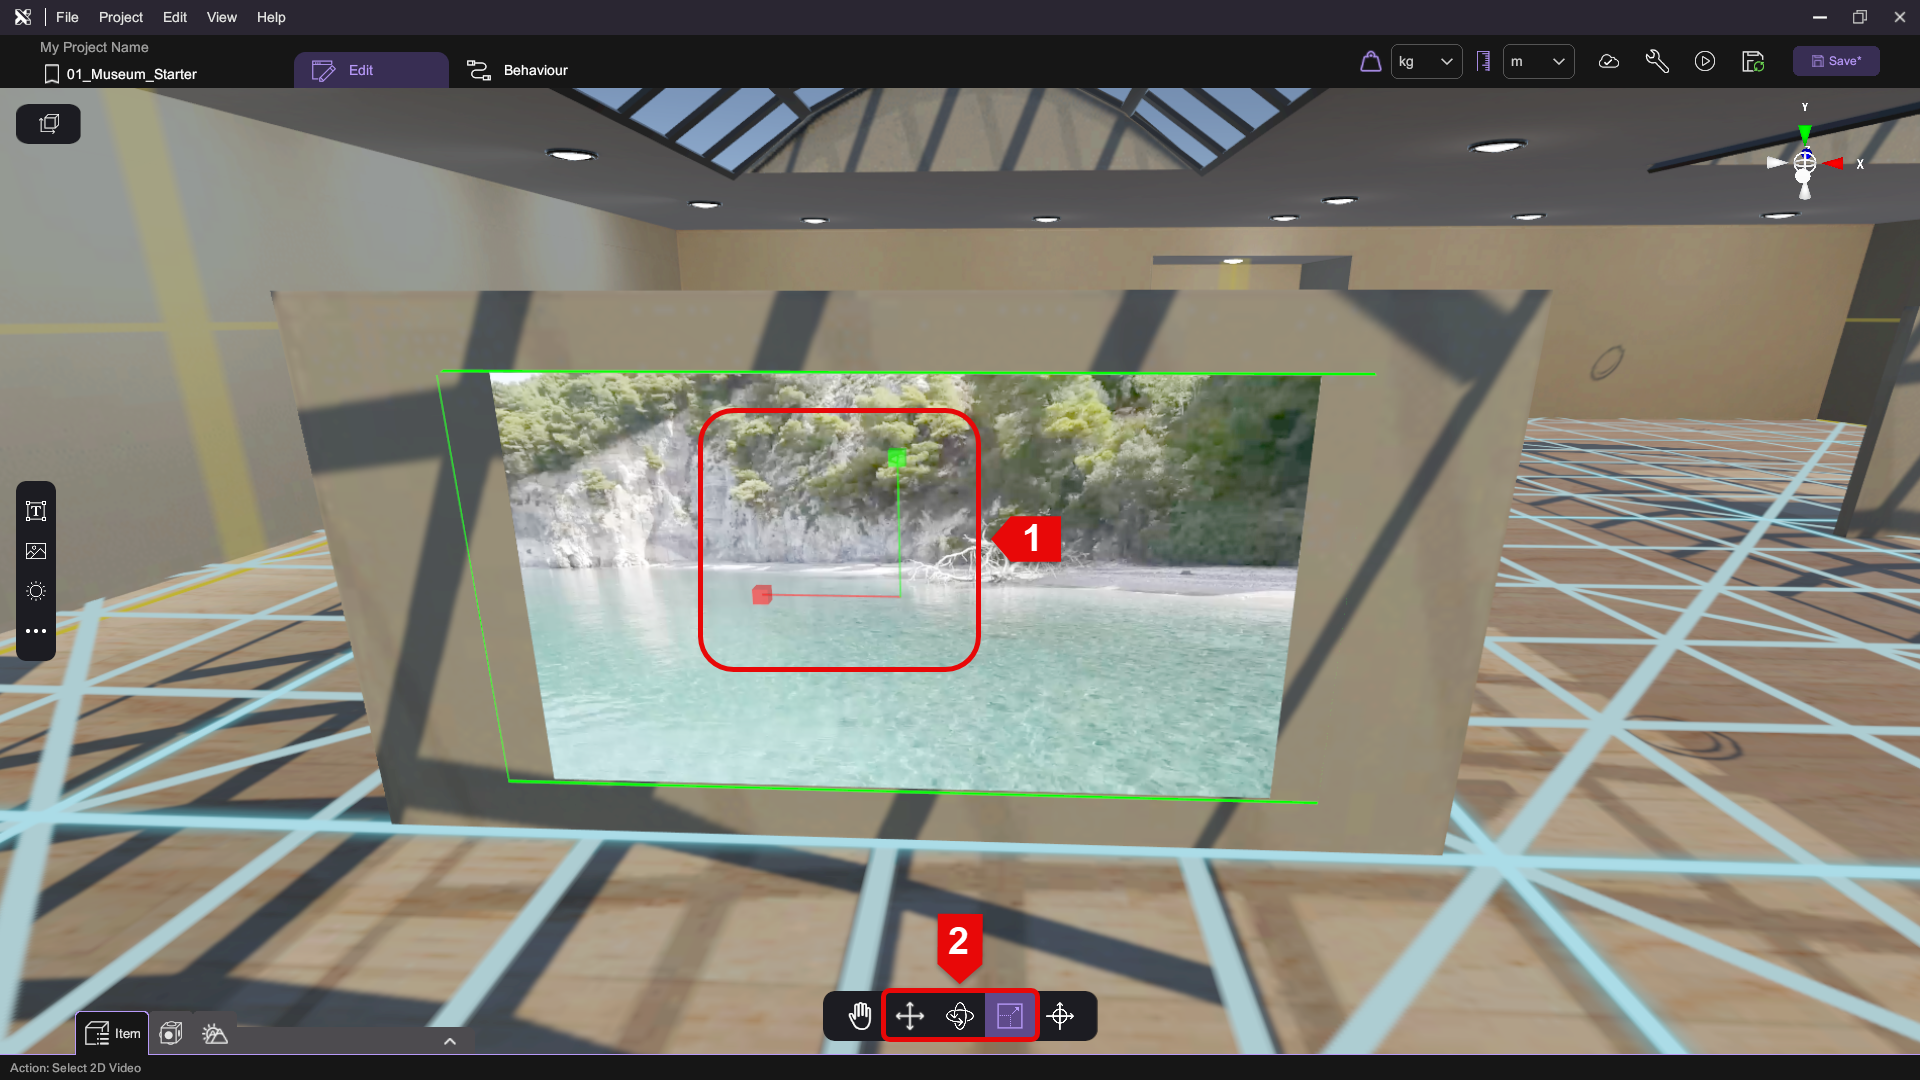 File Project Edit View Help
My Project Name
01_Museum_Starter
Edit
Behaviour
kg
m
Save*
Y
X
T
1
2
Item
Action: Select 2D Video